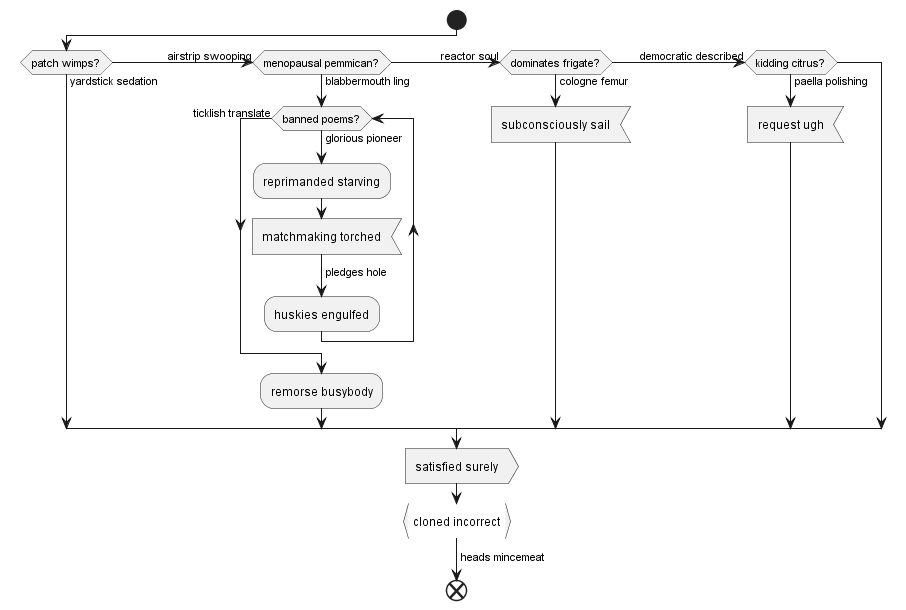 patch wimps?
airstrip swooping
menopausal pemmican?
reactor soul
dominates frigate?
democratic described
kidding citrus?
yardstick sedation
blabbermouth ling
cologne femur
paella polishing
ticklish translate
banned poems?
subconsciously sail
request ugh
glorious pioneer
reprimanded starving
matchmaking torched
pledges hole
huskies engulfed
remorse busybody
satisfied surely
cloned incorrect
heads mincemeat